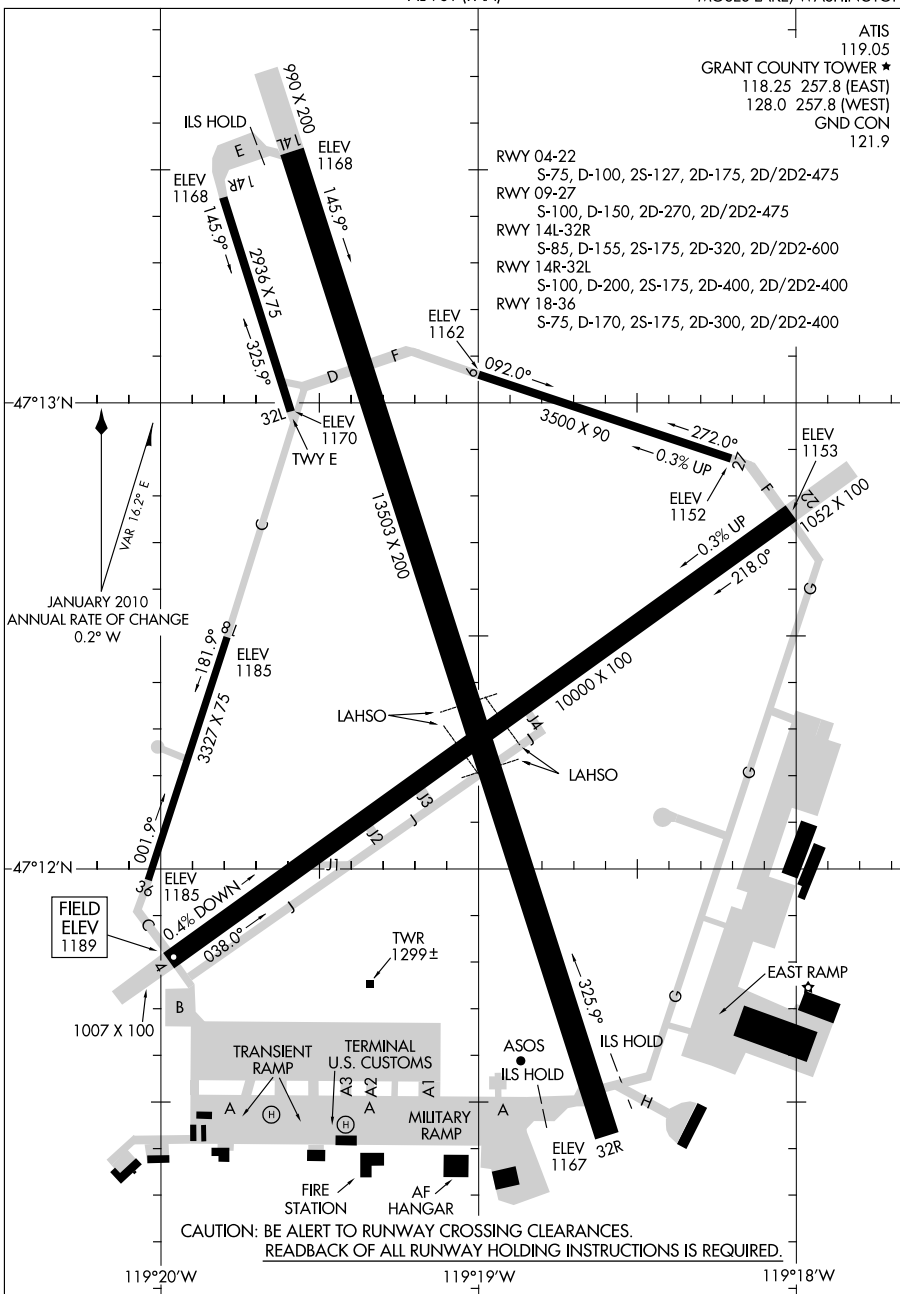 MOSES LAKE, WASHINGTON
ATIS
119.05
GRANT COUNTY TOWER ★
118.25 257.8 (EAST)
128.0 257.8 (WEST)
GND CON
121.9
RWY 04-22
S-75, D-100, 2S-127, 2D-175, 2D/2D2-475
RWY 09-27
S-100, D-150, 2D-270, 2D/2D2-475
RWY 14L-32R
S-85, D-155, 2S-175, 2D-320, 2D/2D2-600
RWY 14R-32L
S-100, D-200, 2S-175, 2D-400, 2D/2D2-400
RWY 18-36
S-75, D-170, 2S-175, 2D-300, 2D/2D2-400
990 X 200
ILS HOLD
E
14L
ELEV
1168
14R
ELEV
1168
145.9°
145.9°
2936 X 75
325.9°
32L
ELEV
1170
TWY E
D
F
ELEV
1162
9
092.0°
3500 X 90
272.0°
0.3% UP
27
ELEV
1152
F
ELEV
1153
22
1052 X 100
0.3% UP
218.0°
47°13'N
VAR 16.2° E
JANUARY 2010
ANNUAL RATE OF CHANGE
0.2° W
C
13503 X 200
G
18
ELEV
1185
181.9°
3327 X 75
001.9°
36
ELEV
1185
LAHSO
LAHSO
10000 X 100
J4
J
J3
J
J2
J1
J
G
47°12'N
FIELD
ELEV
1189
C
0.4% DOWN
038.0°
4
1007 X 100
B
TWR
1299±
325.9°
G
EAST RAMP
ASOS
ILS HOLD
ILS HOLD
H
TRANSIENT
RAMP
TERMINAL
U.S. CUSTOMS
A3
A2
A1
A
H
H
A
MILITARY
RAMP
A
ELEV
1167
32R
FIRE
STATION
AF
HANGAR
CAUTION: BE ALERT TO RUNWAY CROSSING CLEARANCES.
READBACK OF ALL RUNWAY HOLDING INSTRUCTIONS IS REQUIRED.
119°20'W
119°19'W
119°18'W